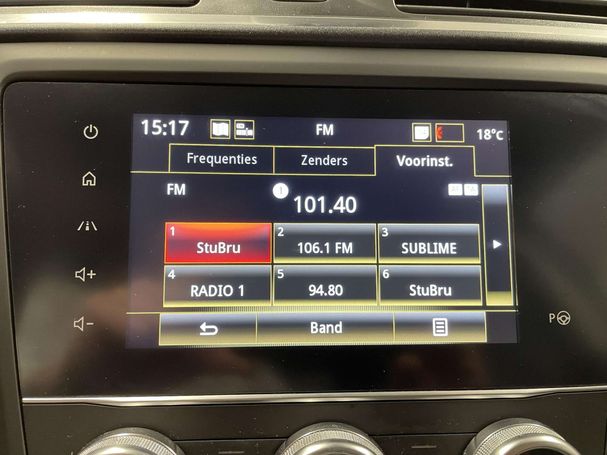 15:17 FM 18°C
Frequenties Zenders Voorinst.
FM
101.40
1 StuBru 2 106.1 FM 3 SUBLIME
4 RADIO 1 5 94.80 6 StuBru
Band
P